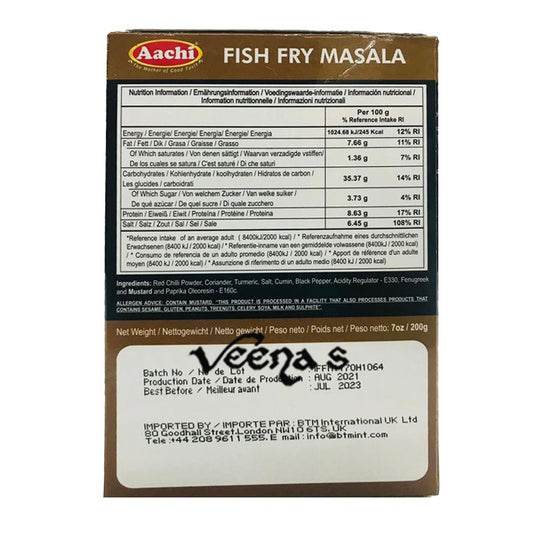 Aachi
The Mother of Good Taste
FISH FRY MASALA
Nutrition Information / Ernährungsinformation / Voedingswaarde-informatie / Información nutricional /
Information nutritionnelle / Informazioni nutrizionali
Per 100 g
% Reference Intake RI
Energy / Energie/ Energie/ Energia/ Énergie/ Energia 1024.68 kJ/245 Kcal 12% RI
Fat / Fett / Dik / Grasa / Graisse / Grasso 7.66 g 11% RI
Of Which saturates / Von denen sättigt / Waarvan verzadigde vstiffen/
De los cuales se satura / C'est saturé / Di che saturi 1.36 g 7% RI
Carbohydrates / Kohlenhydrate / koolhydraten / Hidratos de carbon /
Les glucides / carboidrati 35.37 g 14% RI
Of Which Sugar / Von welchem Zucker / Van welke suiker /
De qué azúcar / De quel sucre / Di quale zucchero 3.73 g 4% RI
Protein / Eiweiß / Eiwit / Proteína / Protéine / Proteina 8.63 g 17% RI
Salt / Salz / Zout / Sal / Sel / Sale 6.45 g 108% RI
*Reference intake of an average adult ( 8400kJ/2000 kcal) / * Referenzaufnahme eines durchschnittlichen
Erwachsenen (8400 kJ / 2000 kcal) / * Referentie-inname van een gemiddelde volwassene (8400 kJ / 2000 kcal)
/ * Consumo de referencia de un adulto promedio (8400 kJ / 2000 kcal) / * Apport de référence d'un adulte
moyen (8400 kJ / 2000 kcal) / * Assunzione di riferimento di un adulto medio (8400 kJ / 2000 kcal)
Ingredients: Red Chilli Powder, Coriander, Turmeric, Salt, Cumin, Black Pepper, Acidity Regulator - E330, Fenugreek
and Mustard and Paprika Oleoresin - E160c
ALLERGEN ADVICE: CONTAIN MUSTARD. "THIS PRODUCT IS PROCESSED IN A FACILITY THAT ALSO PROCESSES PRODUCTS THAT
CONTAIN SESAME, GLUTEN, PEANUTS, TREENUTS, CELERY, SOYA, MILK AND SULPHITE"
Net Weight / Nettogewicht / Netto gewicht / Peso neto / Poids net / Peso netto: 7oz / 200g
Veenas
Batch No / No de Lot
Production Date / Date de Production : AUG 2021
Best Before / Meilleur avant : JUL 2023
IMPORTED BY / IMPORTE PAR : BTM International UK Ltd
80 Goodhall Street,London NW10 6TS, UK
Tele :+44 208 9611 555, E mail : info@btmint.com